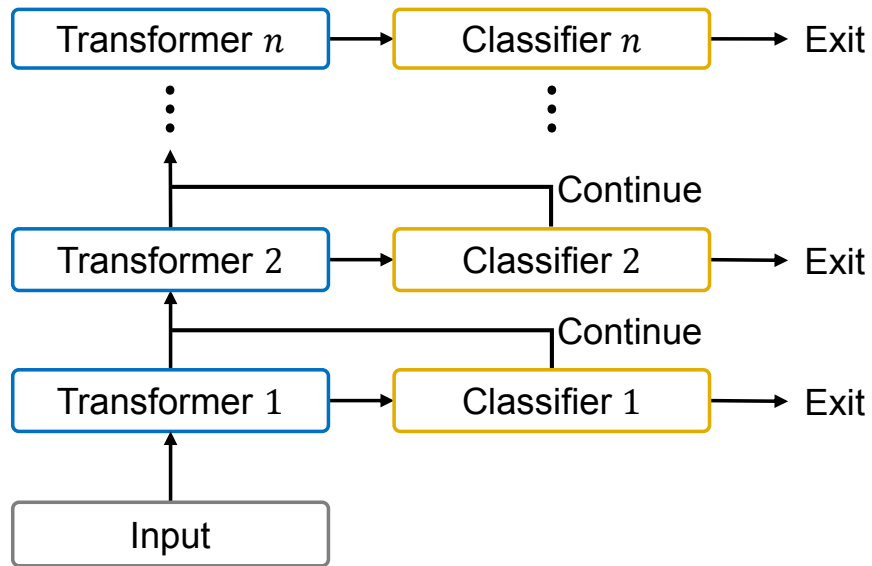 Transformer n
Classifier n
Exit
Continue
Transformer 2
Classifier 2
Exit
Continue
Transformer 1
Classifier 1
Exit
Input